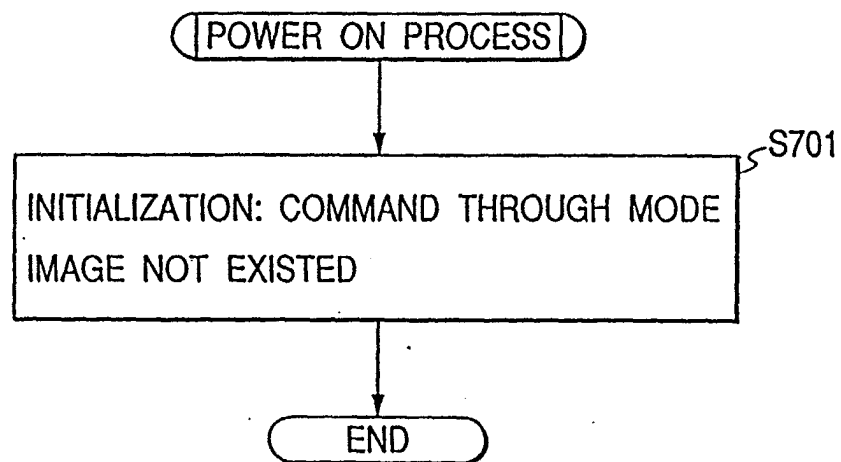 POWER ON PROCESS
S701
INITIALIZATION: COMMAND THROUGH MODE
IMAGE NOT EXISTED
END